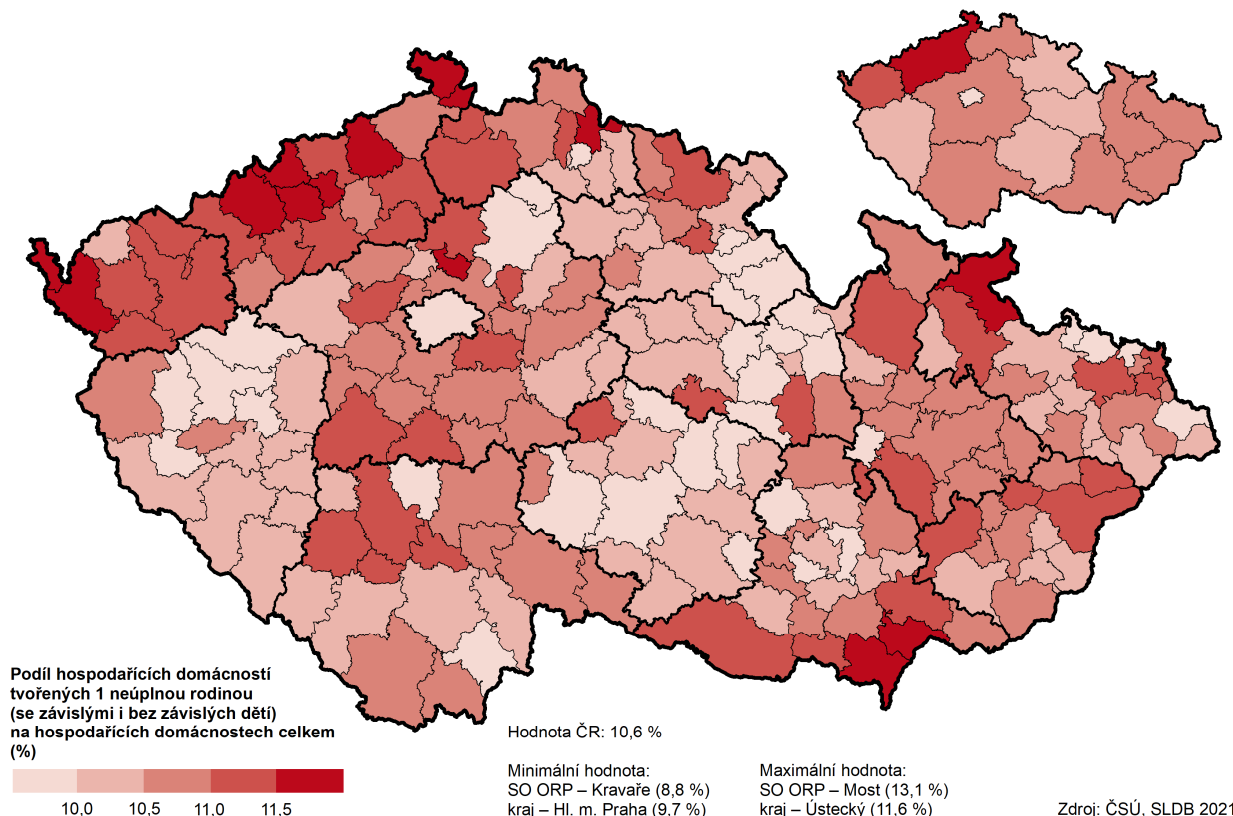 Podíl hospodařících domácností
tvořených 1 neúplnou rodinou
(se závislými i bez závislých dětí)
na hospodařících domácnostech celkem
(%)
10,0 10,5 11,0 11,5
Hodnota ČR: 10,6 %
Minimální hodnota:
SO ORP – Kravaře (8,8 %)
kraj – Hl. m. Praha (9,7 %)
Maximální hodnota:
SO ORP – Most (13,1 %)
kraj – Ústecký (11,6 %)
Zdroj: ČSÚ, SLDB 2021